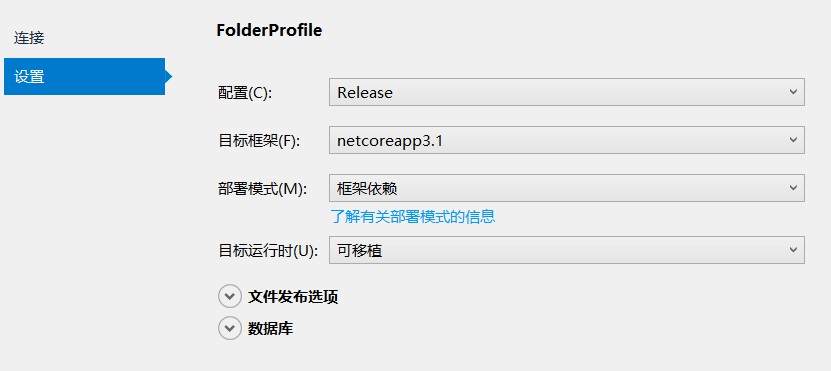 FolderProfile
连接
设置
配置(C): Release
目标框架(F): netcoreapp3.1
部署模式(M): 框架依赖
了解有关部署模式的信息
目标运行时(U): 可移植
文件发布选项
数据库